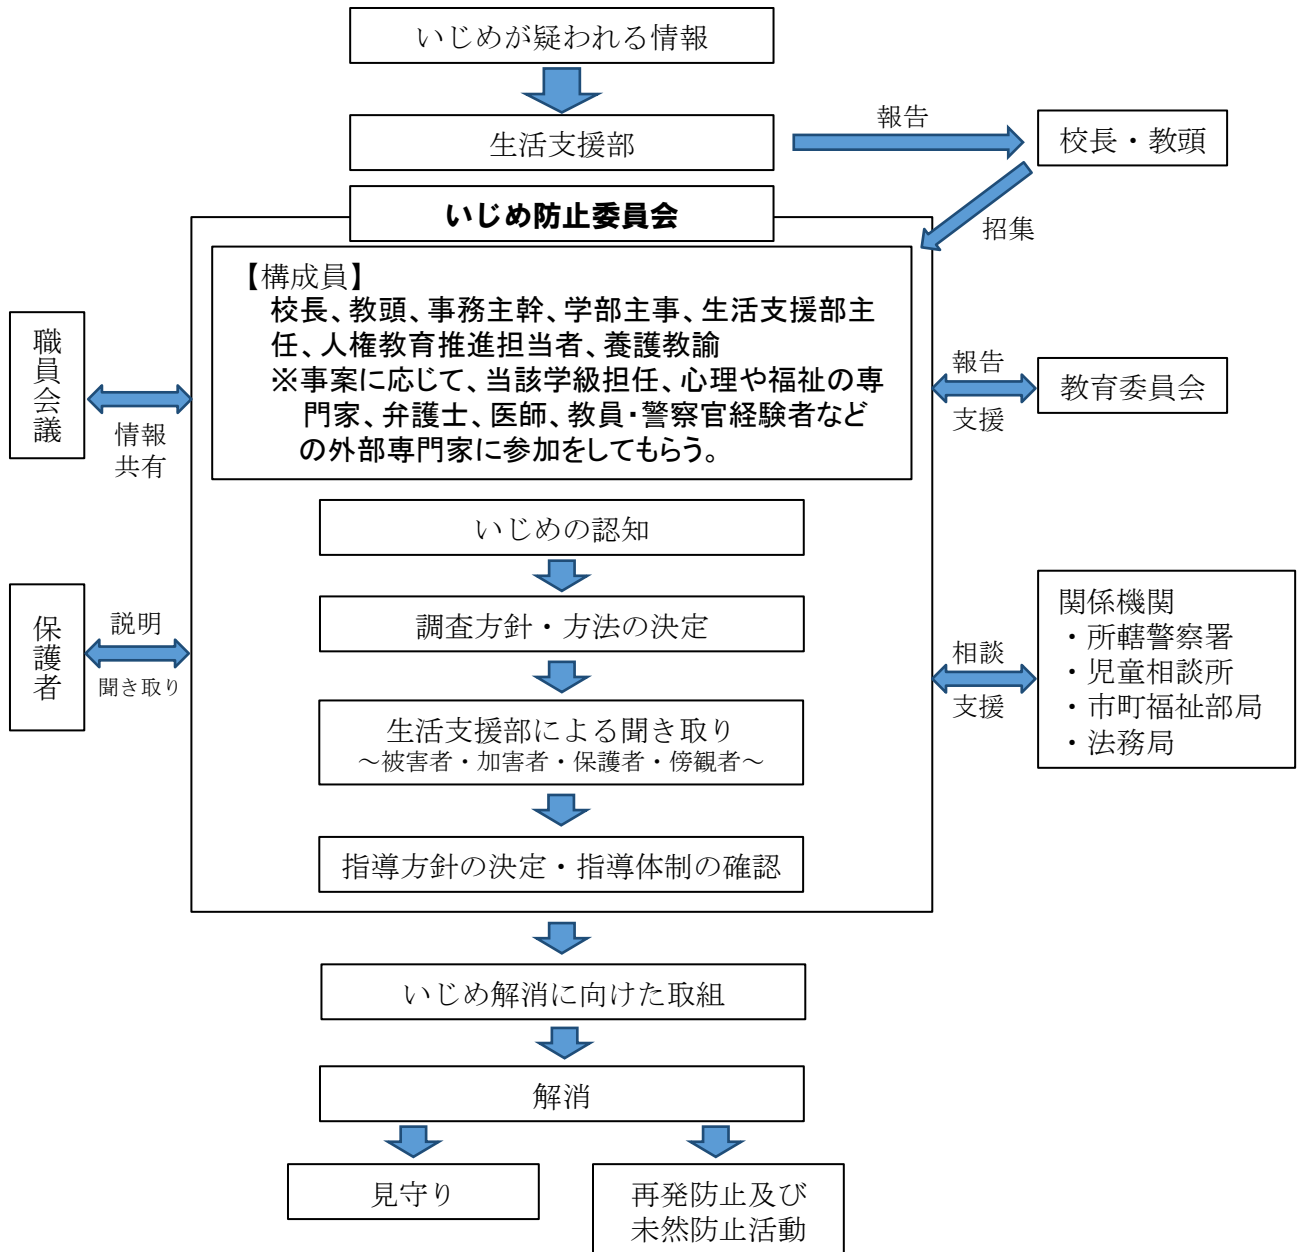 いじめが疑われる情報
生活支援部
報告
校長・教頭
招集
いじめ防止委員会
【構成員】
校長、教頭、事務主幹、学部主事、生活支援部主
任、人権教育推進担当者、養護教諭
※事案に応じて、当該学級担任、心理や福祉の専
門家、弁護士、医師、教員・警察官経験者など
の外部専門家に参加をしてもらう。
職員会議
情報
共有
報告
支援
教育委員会
いじめの認知
調査方針・方法の決定
保護者
説明
聞き取り
生活支援部による聞き取り
～被害者・加害者・保護者・傍観者～
相談
支援
関係機関
・所轄警察署
・児童相談所
・市町福祉部局
・法務局
指導方針の決定・指導体制の確認
いじめ解消に向けた取組
解消
見守り
再発防止及び
未然防止活動